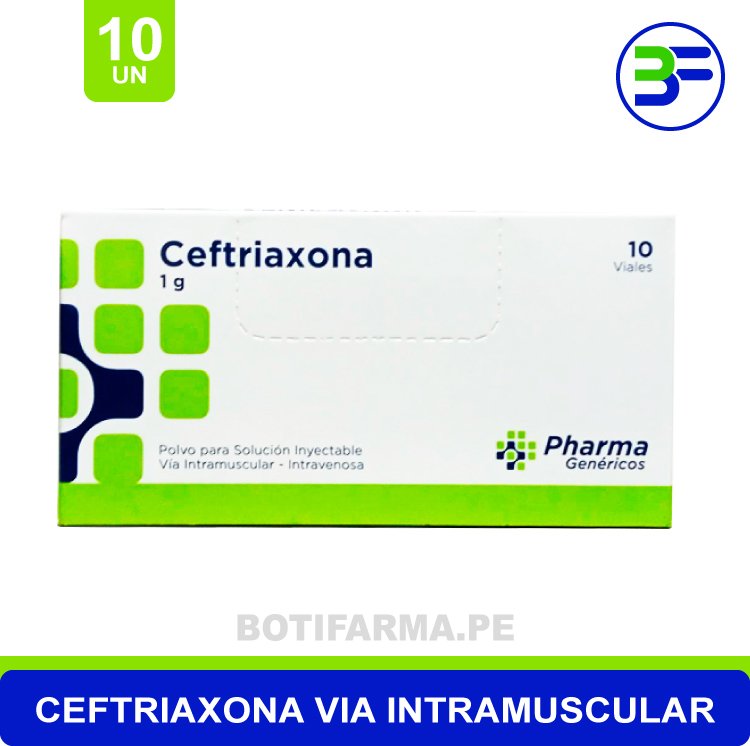 10
UN
BF
Ceftriaxona
1 g
10
Viales
Polvo para Solución Inyectable
Vía Intramuscular - Intravenosa
Pharma
Genéricos
BOTIFARMA.PE
CEFTRIAXONA VIA INTRAMUSCULAR